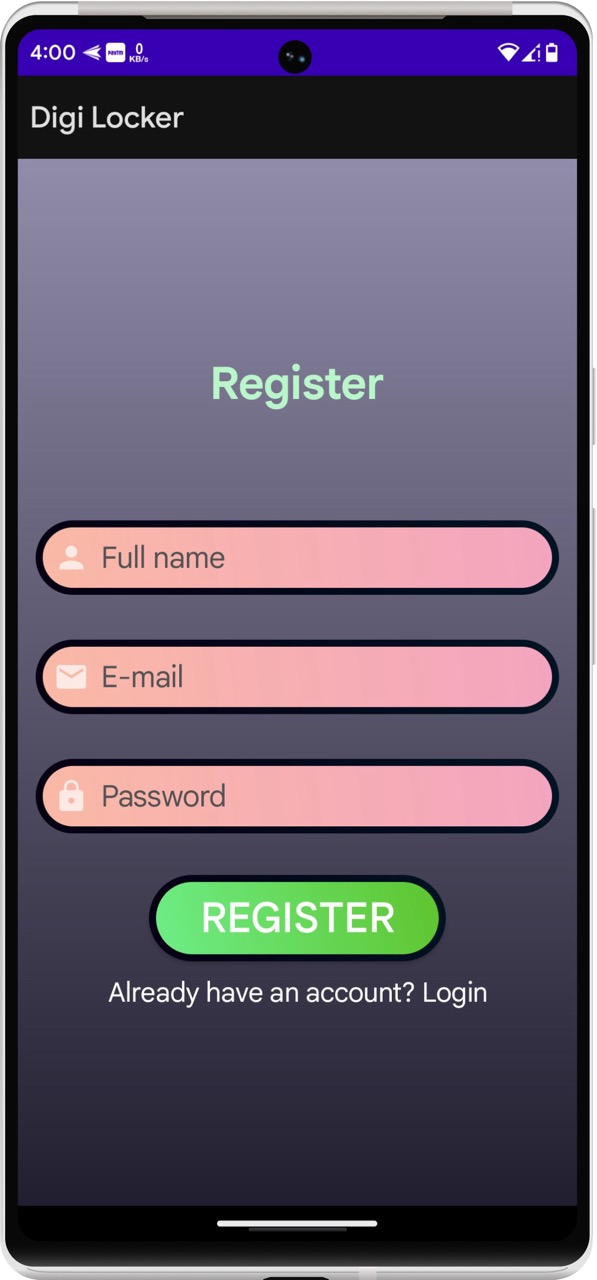 4:00 paytm 0 KB/s
Digi Locker
Register
Full name
E-mail
Password
REGISTER
Already have an account? Login